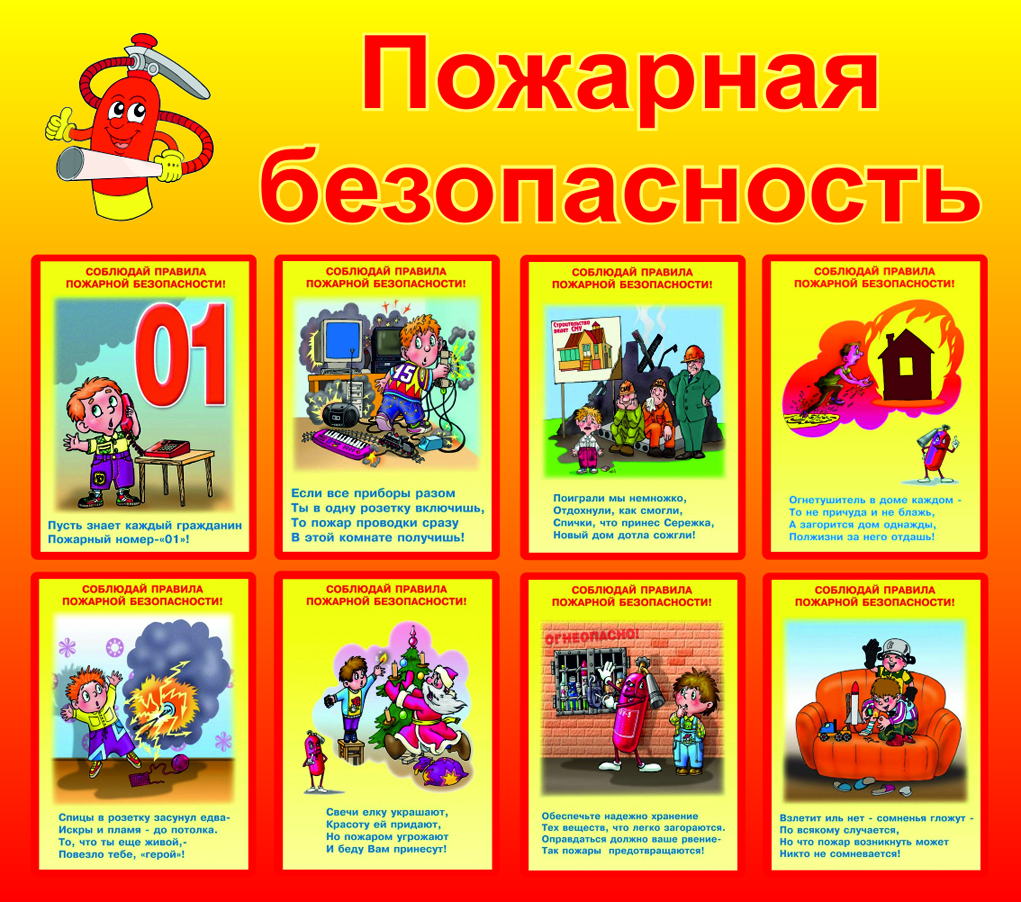 Пожарная
безопасность
СОБЛЮДАЙ ПРАВИЛА
ПОЖАРНОЙ БЕЗОПАСНОСТИ!
01
Пусть знает каждый гражданин
Пожарный номер-«01»!
СОБЛЮДАЙ ПРАВИЛА
ПОЖАРНОЙ БЕЗОПАСНОСТИ!
15
Если все приборы разом
Ты в одну розетку включишь,
То пожар проводки сразу
В этой комнате получишь!
СОБЛЮДАЙ ПРАВИЛА
ПОЖАРНОЙ БЕЗОПАСНОСТИ!
Строительство
ведет СМУ
Поиграли мы немножко,
Отдохнули, как смогли,
Спички, что принес Сережка,
Новый дом дотла сожгли!
СОБЛЮДАЙ ПРАВИЛА
ПОЖАРНОЙ БЕЗОПАСНОСТИ!
Огнетушитель в доме каждом -
То не причуда и не блажь,
А загорится дом однажды,
Полжизни за него отдашь!
СОБЛЮДАЙ ПРАВИЛА
ПОЖАРНОЙ БЕЗОПАСНОСТИ!
Спицы в розетку засунул едва-
Искры и пламя - до потолка.
То, что ты еще живой,-
Повезло тебе, «герой»!
СОБЛЮДАЙ ПРАВИЛА
ПОЖАРНОЙ БЕЗОПАСНОСТИ!
Свечи елку украшают,
Красоту ей придают,
Но пожаром угрожают
И беду Вам принесут!
СОБЛЮДАЙ ПРАВИЛА
ПОЖАРНОЙ БЕЗОПАСНОСТИ!
ОГНЕОПАСНО!
Обеспечьте надежно хранение
Тех веществ, что легко загораются.
Оправдаться должно ваше рвение-
Так пожары предотвращаются!
СОБЛЮДАЙ ПРАВИЛА
ПОЖАРНОЙ БЕЗОПАСНОСТИ!
Взлетит иль нет - сомненья гложут -
По всякому случается,
Но что пожар возникнуть может
Никто не сомневается!